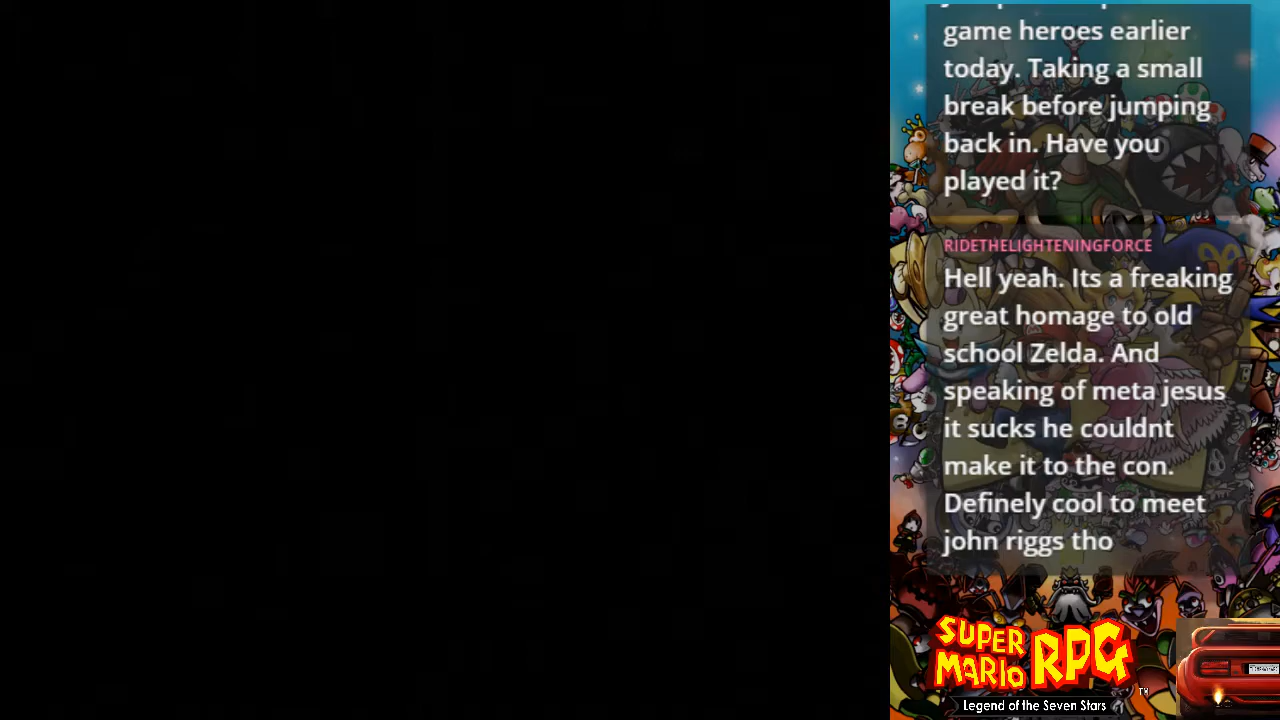 game heroes earlier
today. Taking a small
break before jumping
back in. Have you
played it?
RIDETHELIGHTENINGFORCE
Hell yeah. Its a freaking
great homage to old
school Zelda. And
speaking of meta jesus
it sucks he couldnt
make it to the con.
Definely cool to meet
john riggs tho
SUPER
MARIO RPG
TM
Legend of the Seven Stars